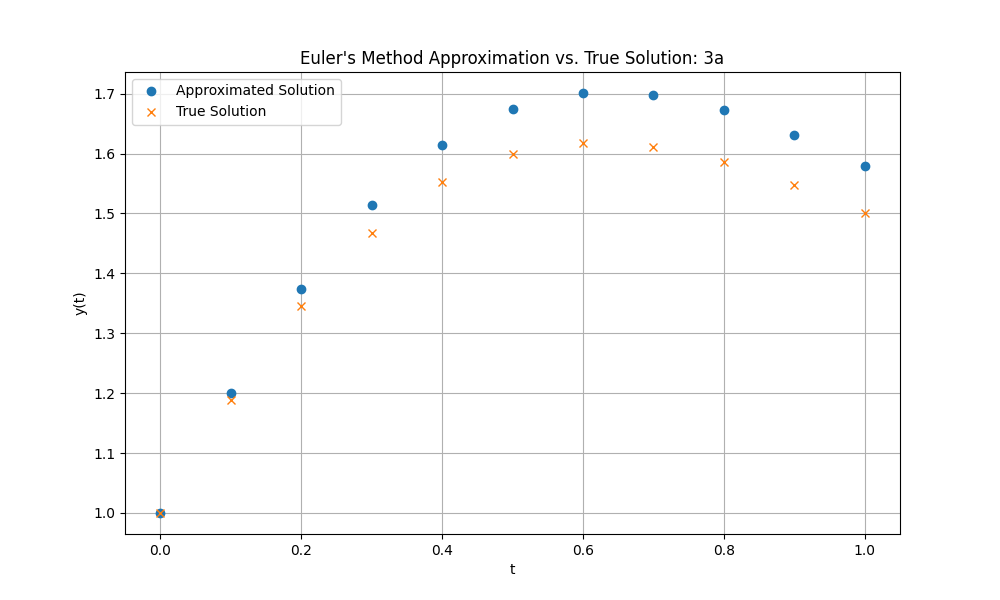 Euler's Method Approximation vs. True Solution: 3a
Approximated Solution
True Solution
1.7
1.6
1.5
1.4
1.3
1.2
1.1
1.0
y(t)
0.0 0.2 0.4 0.6 0.8 1.0
t